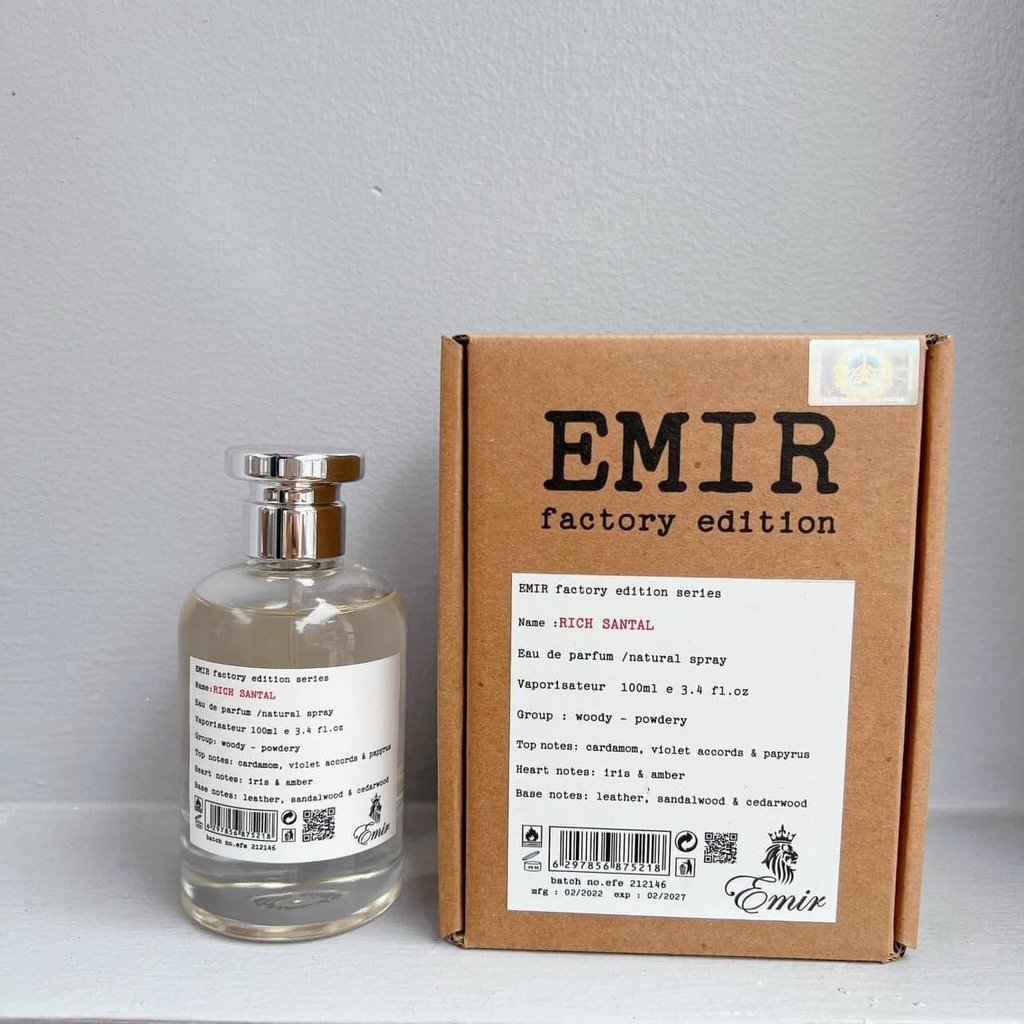 EMIR
factory edition
EMIR factory edition series
Name :RICH SANTAL
Eau de parfum /natural spray
Vaporisateur 100ml e 3.4 fl.oz
Group : woody - powdery
Top notes: cardamom, violet accords & papyrus
Heart notes: iris & amber
Base notes: leather, sandalwood & cedarwood
6 297856 875218
batch no.efe 212146
mfg : 02/2022 exp : 02/2027
Emir
EMIR factory edition series
Name:RICH SANTAL
Eau de parfum /natural spray
Vaporisateur 100ml e 3.4 fl.oz
Group: woody - powdery
Top notes: cardamom, violet accords & papyrus
Heart notes: iris & amber
Base notes: leather, sandalwood & cedarwood
6 297856 875218
batch no.efe 212146
Emir